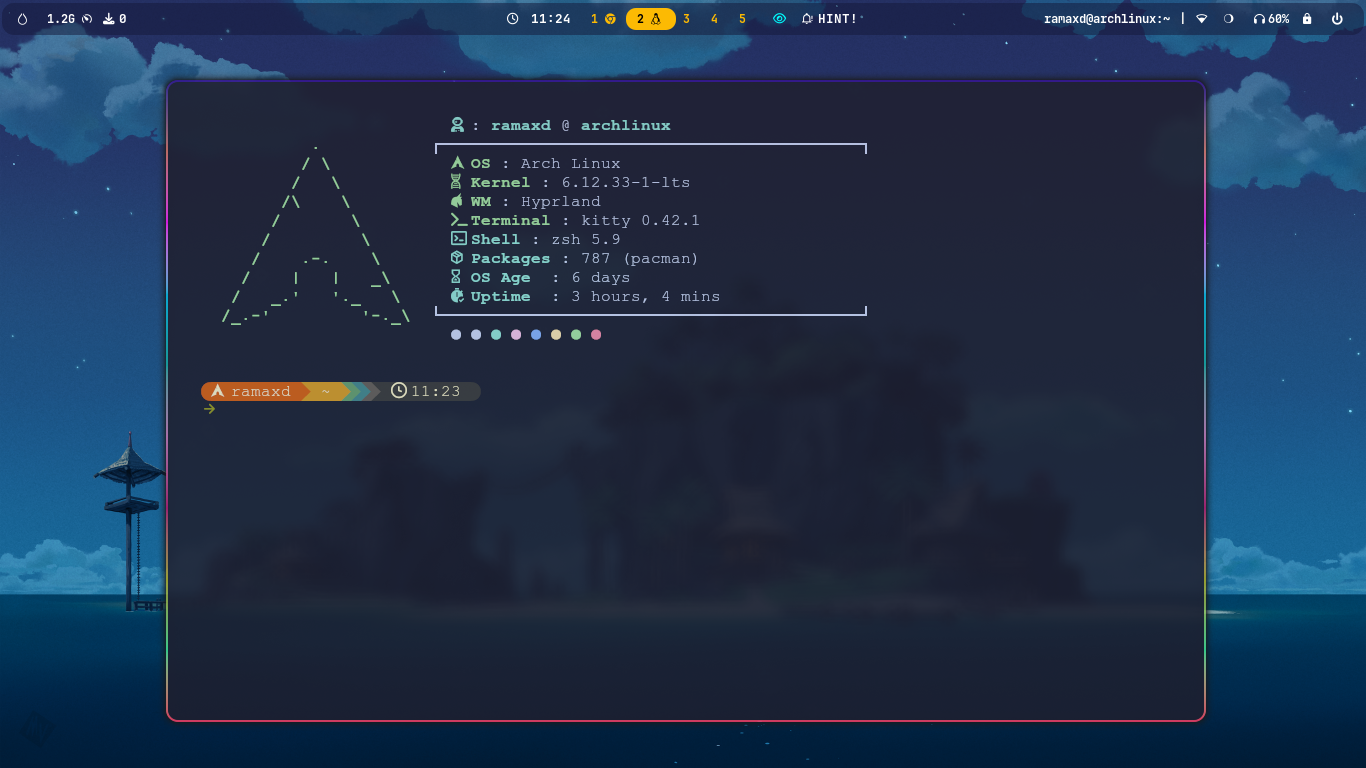 1.2G 0 11:24 1 2 3 4 5 HINT! ramaxd@archlinux:~ | 60%
: ramaxd @ archlinux
OS : Arch Linux
Kernel : 6.12.33-1-lts
WM : Hyprland
Terminal : kitty 0.42.1
Shell : zsh 5.9
Packages : 787 (pacman)
OS Age : 6 days
Uptime : 3 hours, 4 mins
ramaxd ~ 11:23